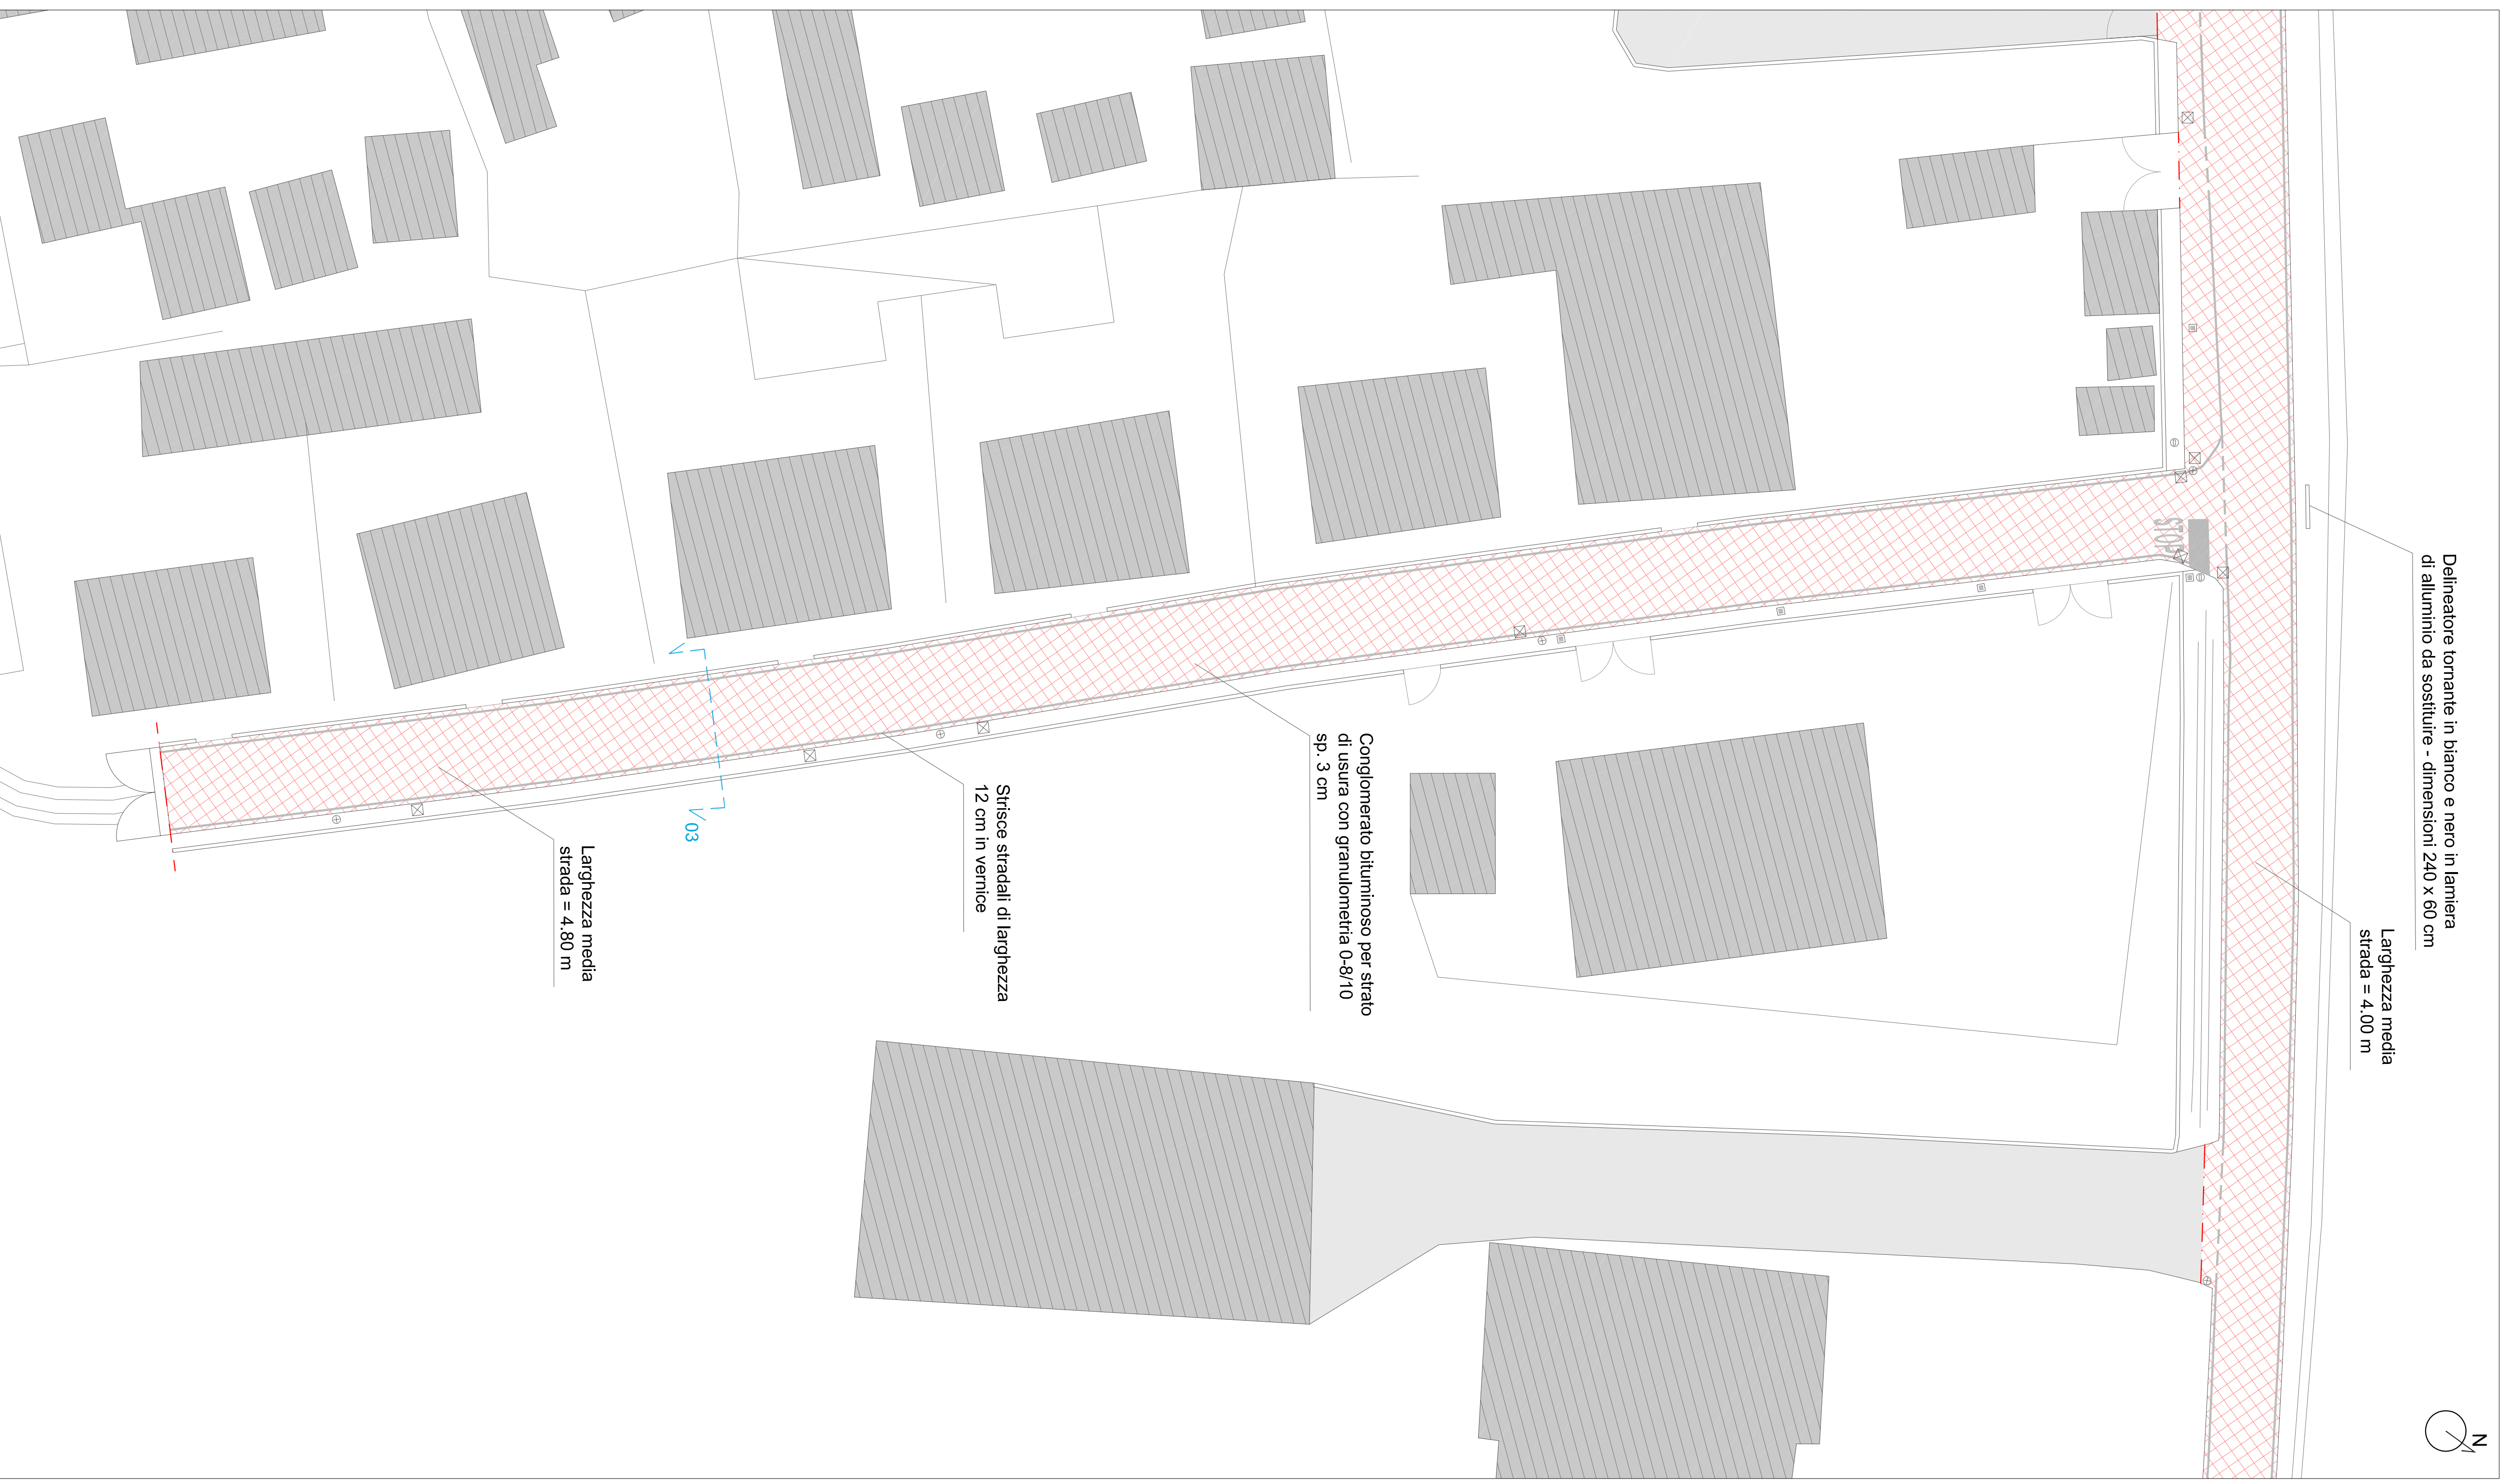 Delineatore tornante in bianco e nero in lamiera
di alluminio da sostituire - dimensioni 240 x 60 cm
Larghezza media
strada = 4.00 m
STOP
Conglomerato bituminoso per strato
di usura con granulometria 0-8/10
sp. 3 cm
Strisce stradali di larghezza
12 cm in vernice
03
Larghezza media
strada = 4.80 m
N